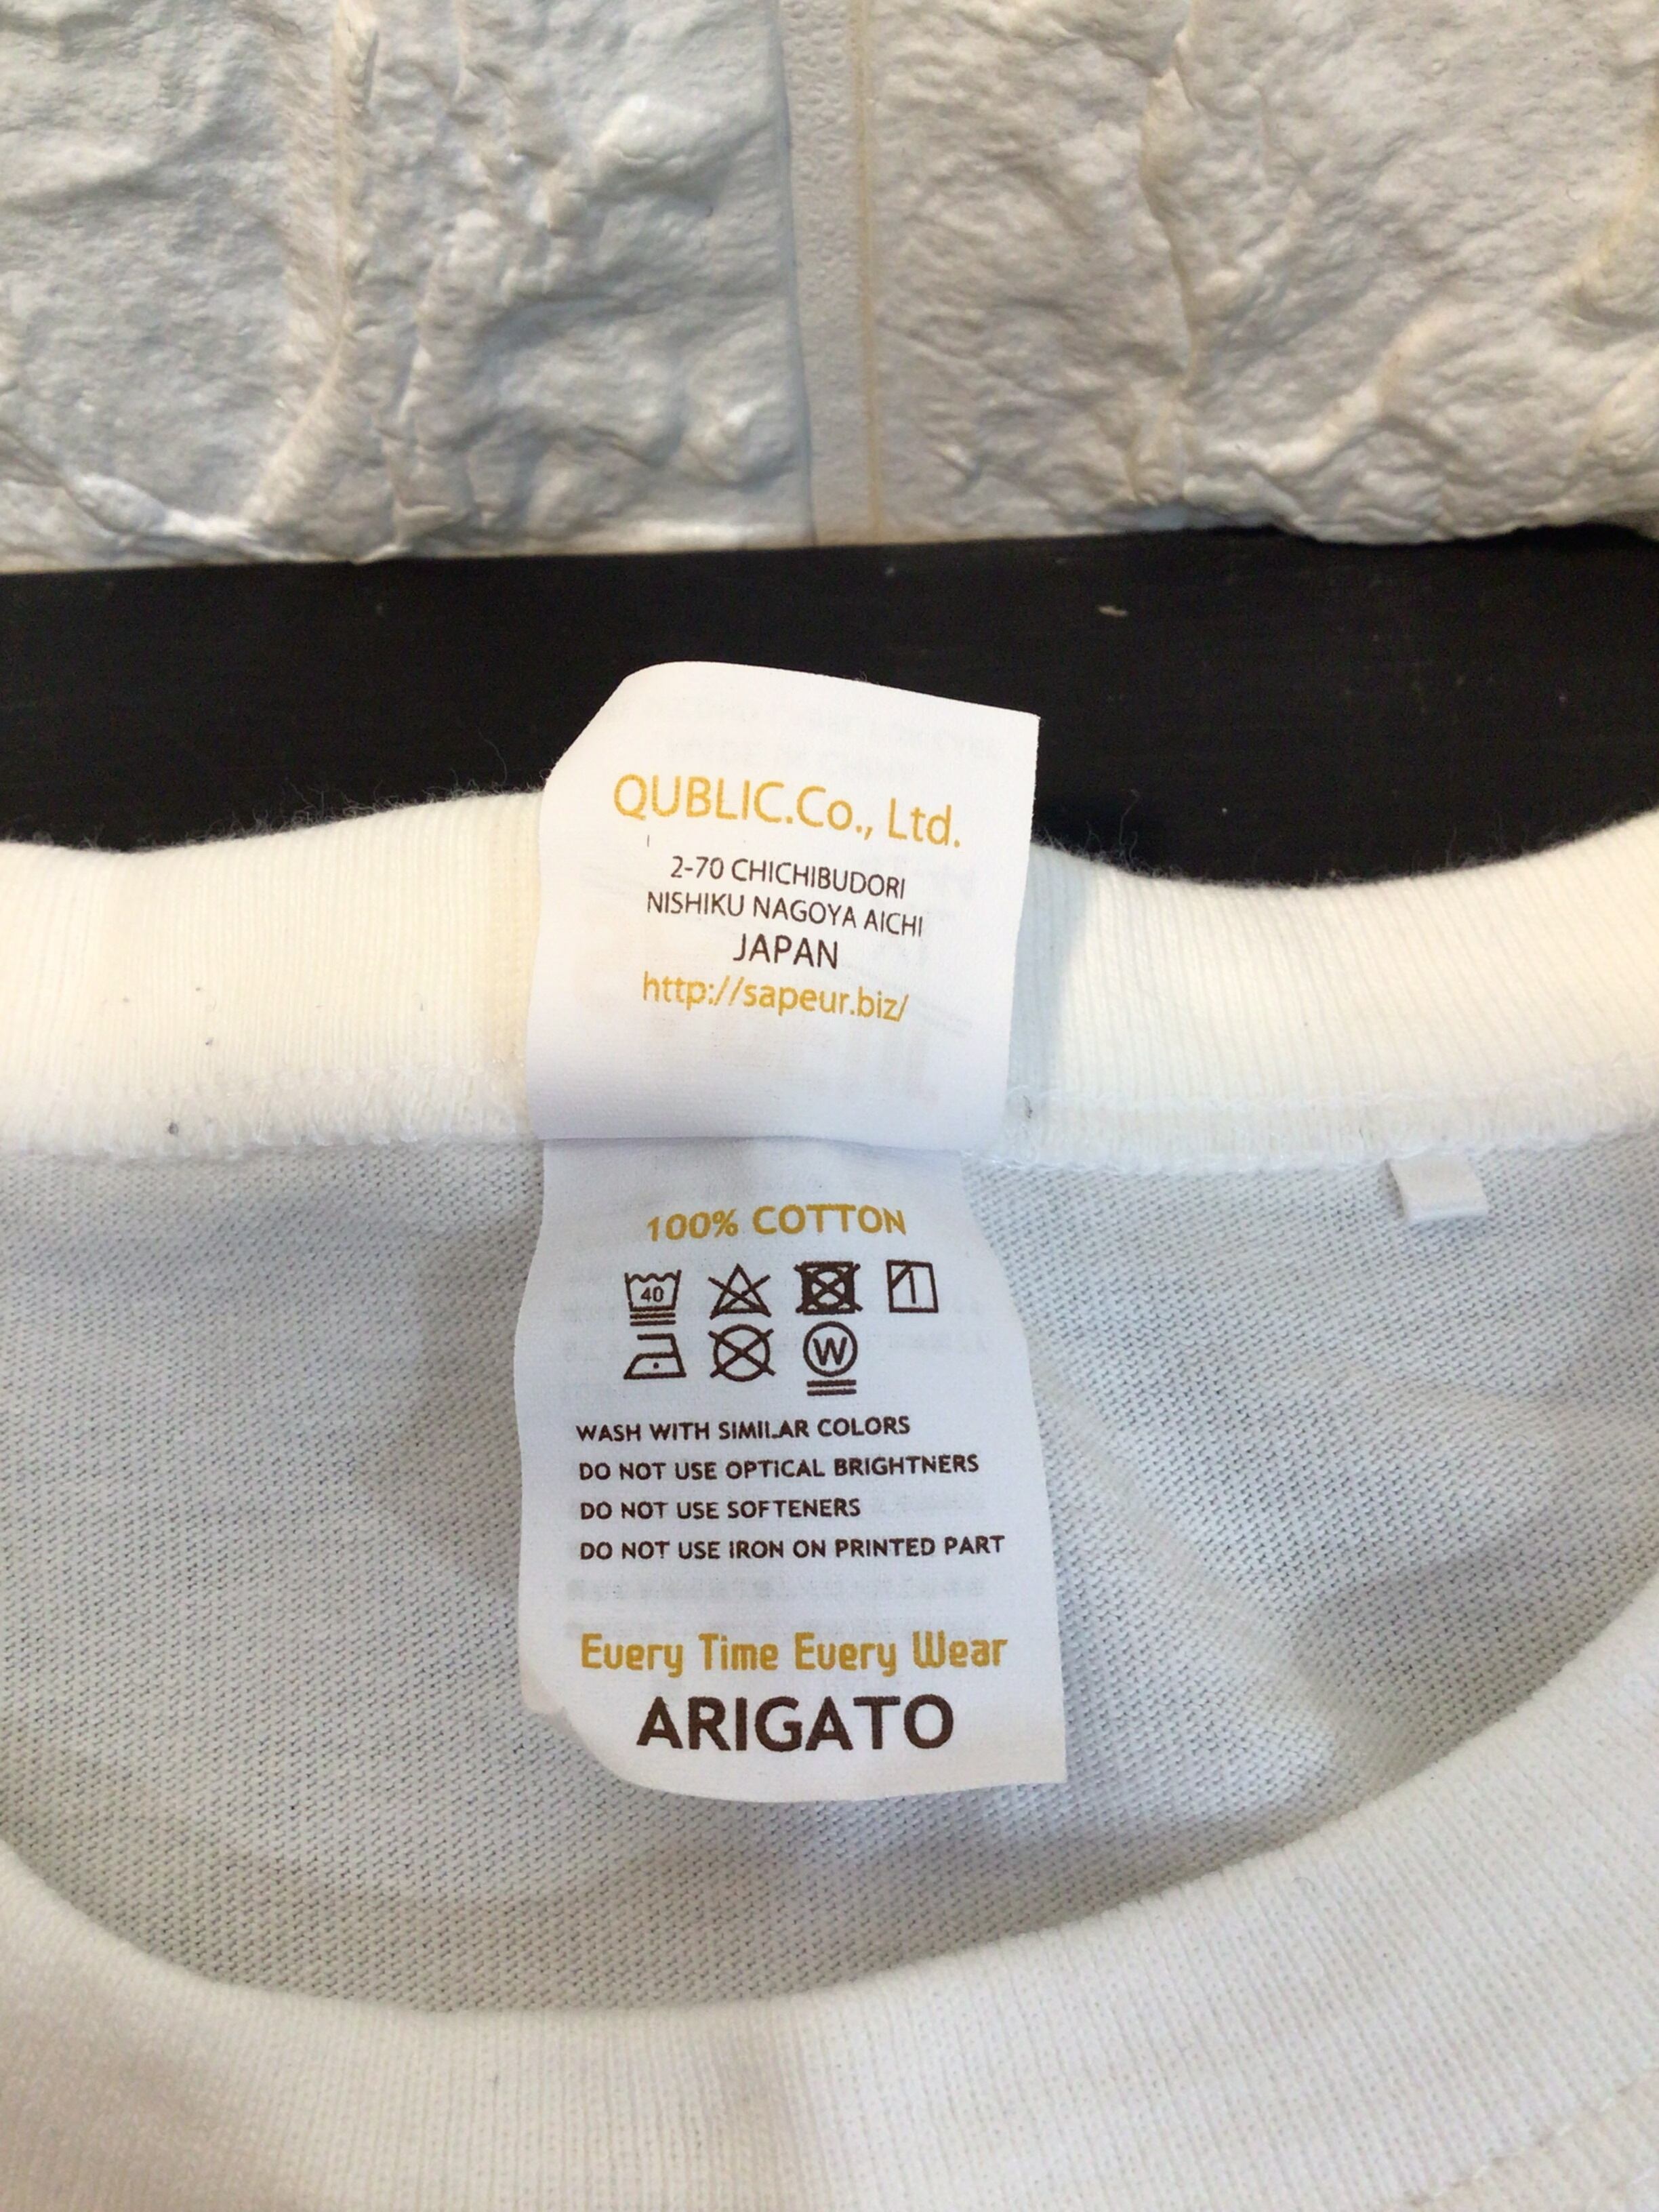 QUBLIC.Co., Ltd.
2-70 CHICHIBUDORI
NISHIKU NAGOYA AICHI
JAPAN
http://sapeur.biz/
100% COTTON
40
W
WASH WITH SIMILAR COLORS
DO NOT USE OPTICAL BRIGHTNERS
DO NOT USE SOFTENERS
DO NOT USE IRON ON PRINTED PART
Every Time Every Wear
ARIGATO